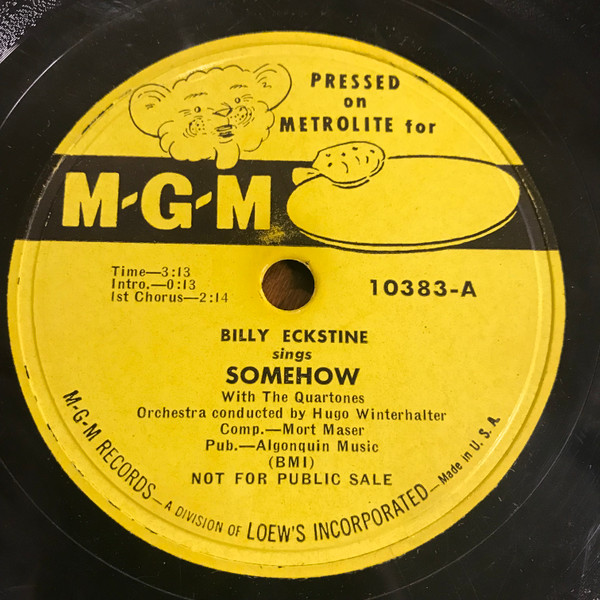 PRESSED
on
METROLITE for
M-G-M
Time—3:13
Intro.—0:13
1st Chorus—2:14
10383-A
BILLY ECKSTINE
sings
SOMEHOW
With The Quartones
Orchestra conducted by Hugo Winterhalter
Comp.—Mort Maser
Pub.—Algonquin Music
(BMI)
NOT FOR PUBLIC SALE
M-G-M RECORDS—A DIVISION OF LOEW'S INCORPORATED—Made in U. S. A.